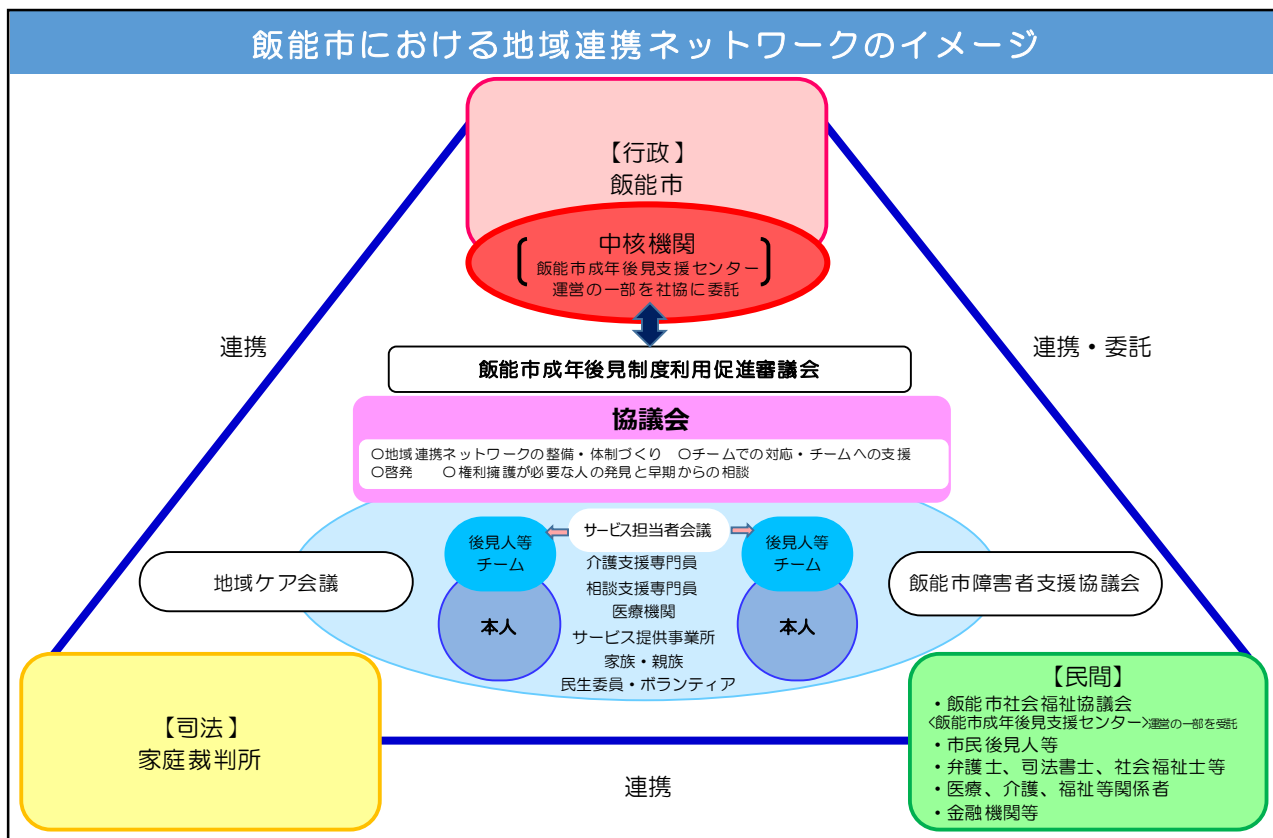 飯能市における地域連携ネットワークのイメージ
【行政】
飯能市
中核機関
飯能市成年後見支援センター
運営の一部を社協に委託
連携
連携・委託
飯能市成年後見制度利用促進審議会
協議会
〇地域連携ネットワークの整備・体制づくり　〇チームでの対応・チームへの支援
〇啓発　　〇権利擁護が必要な人の発見と早期からの相談
サービス担当者会議
後見人等
チーム
後見人等
チーム
地域ケア会議
飯能市障害者支援協議会
介護支援専門員
相談支援専門員
医療機関
サービス提供事業所
家族・親族
民生委員・ボランティア
本人
本人
【司法】
家庭裁判所
連携
【民間】
・飯能市社会福祉協議会
<飯能市成年後見支援センター>運営の一部を受託
・市民後見人等
・弁護士、司法書士、社会福祉士等
・医療、介護、福祉等関係者
・金融機関等